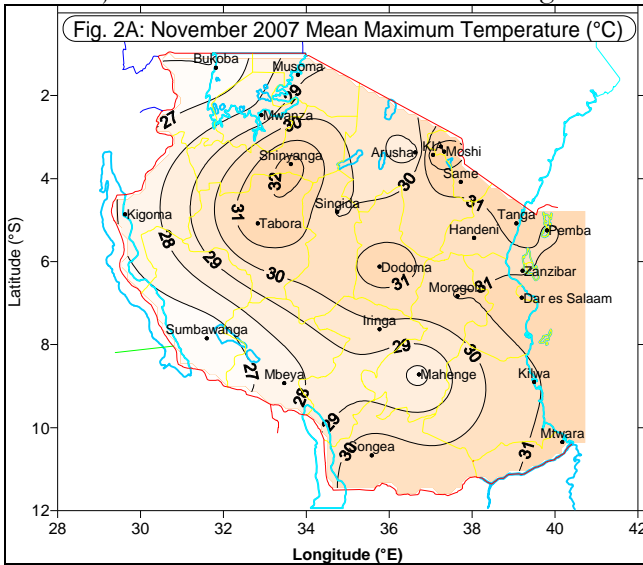 Fig. 2A: November 2007 Mean Maximum Temperature (°C)
Bukoba
Musoma
2
29
27
Mwanza
30
Shinyanga
Arusha
KIA
Moshi
4
32
30
Same
31
Singida
31
Kigoma
Tabora
Tanga
Pemba
28
Handeni
29
6
Dodoma
Zanzibar
30
31
31
Morogoro
Dar es Salaam
Iringa
Sumbawanga
29
30
8
27
Mbeya
28
Mahenge
Kilwa
29
10
Mtwara
30
Songea
31
12
28
30
32
34
36
38
40
42
Latitude (°S)
Longitude (°E)